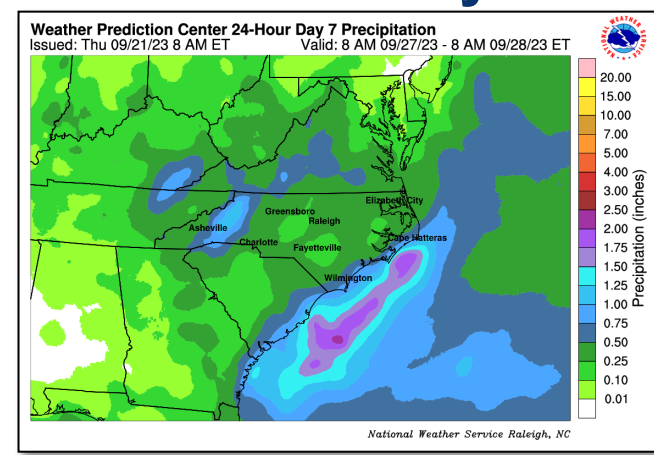 Weather Prediction Center 24-Hour Day 7 Precipitation
Issued: Thu 09/21/23 8 AM ET Valid: 8 AM 09/27/23 - 8 AM 09/28/23 ET
NATIONAL WEATHER SERVICE
20.00
15.00
10.00
7.00
5.00
4.00
3.00
2.50
2.00
1.75
1.50
1.25
1.00
0.75
0.50
0.25
0.10
0.01
Precipitation (inches)
Elizabeth City
Greensboro
Raleigh
Asheville
Charlotte
Cape Hatteras
Fayetteville
Wilmington
National Weather Service Raleigh, NC